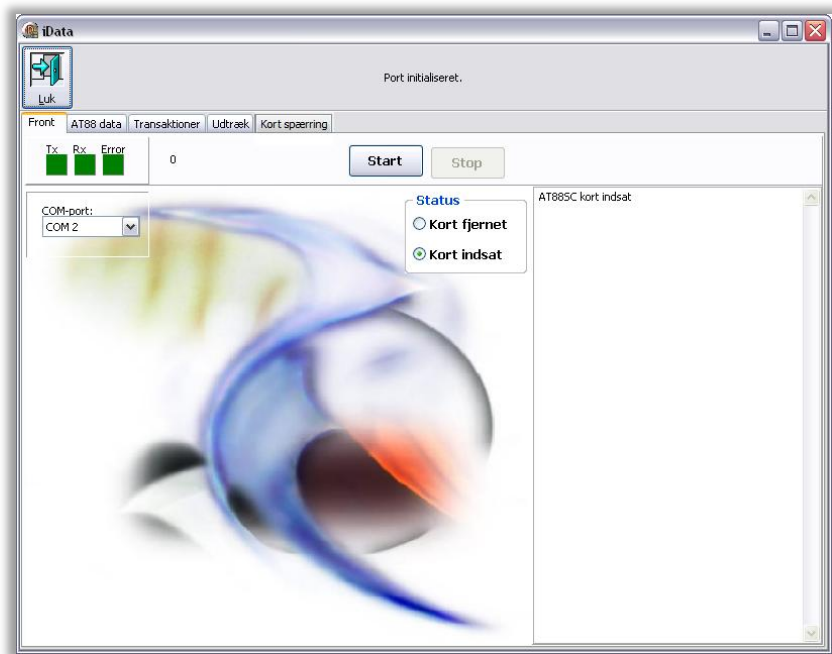 iData
Port initialiseret.
Luk
Front AT88 data Transaktioner Udtræk Kort spærring
Tx Rx Error
0
Start
Stop
COM-port:
COM 2
Status
Kort fjernet
Kort indsat
AT88SC kort indsat